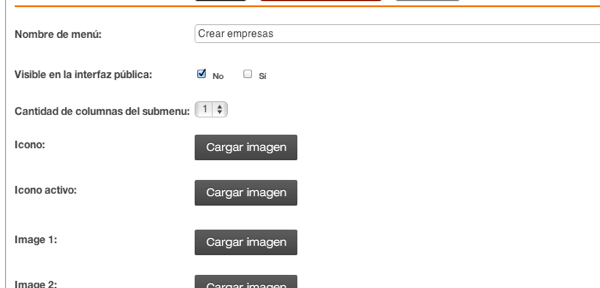 Nombre de menú: Crear empresas
Visible en la interfaz pública: No Sí
Cantidad de columnas del submenu: 1
Icono: Cargar imagen
Icono activo: Cargar imagen
Image 1: Cargar imagen
Image 2: Cargar imagen